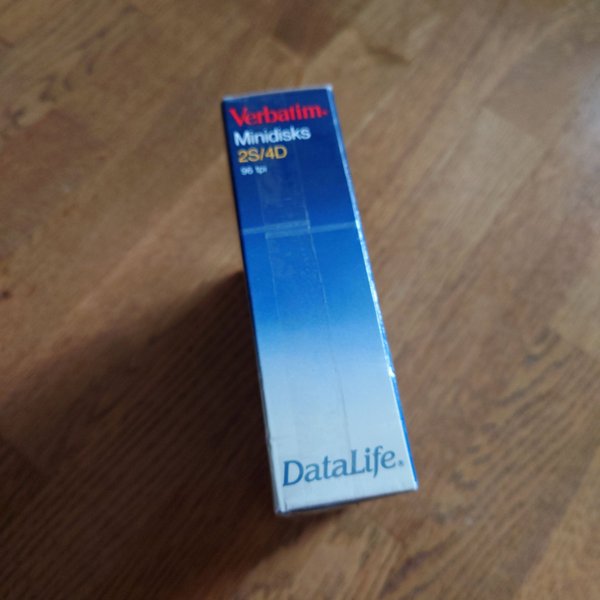 Verbatim®
Minidisks
2S/4D
96 tpi
DataLife®